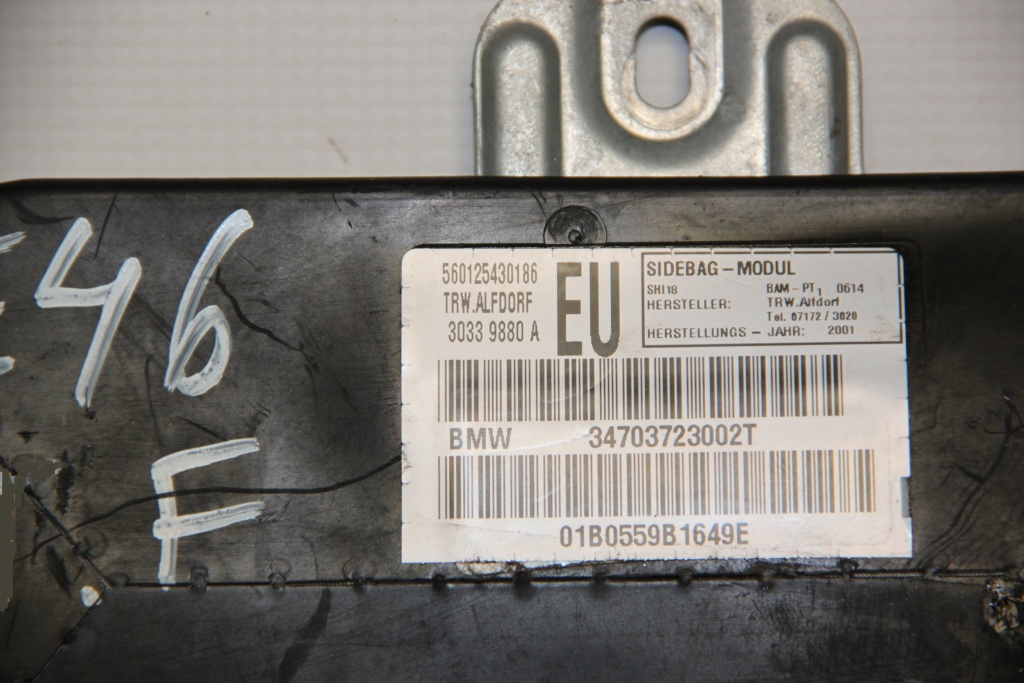 E46
F
560125430186
TRW.ALFDORF
3033 9880 A
EU
SIDEBAG - MODUL
SHI18 BAM - PT1 0614
HERSTELLER: TRW.Alfdorf
Tel. 07172 / 3020
HERSTELLUNGS - JAHR: 2001
BMW 34703723002T
01B0559B1649E